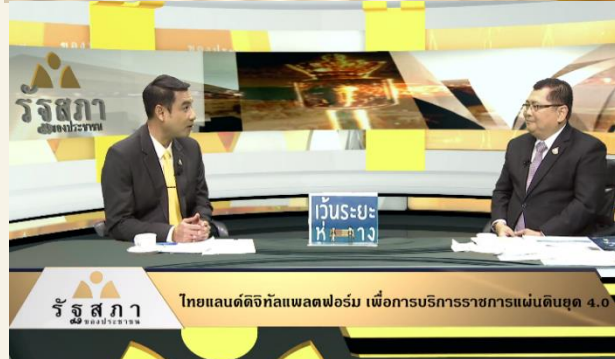 รัฐสภา
ของประชาชน
เว้นระยะ
ห่าง
รัฐสภา
ของประชาชน
ไทยแลนด์ดิจิทัลแพลตฟอร์ม เพื่อการบริการราชการแผ่นดินยุค 4.0